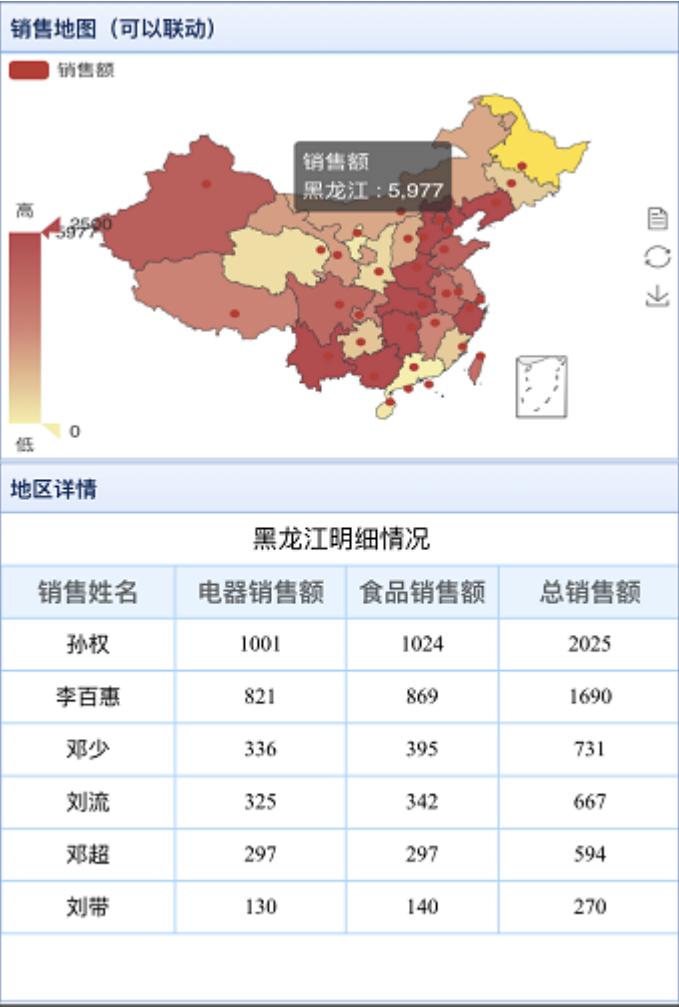 销售地图（可以联动）
销售额
销售额
黑龙江 : 5,977
高
2500
5977
0
低
地区详情
黑龙江明细情况
销售姓名 电器销售额 食品销售额 总销售额
孙权 1001 1024 2025
李百惠 821 869 1690
邓少 336 395 731
刘流 325 342 667
邓超 297 297 594
刘带 130 140 270